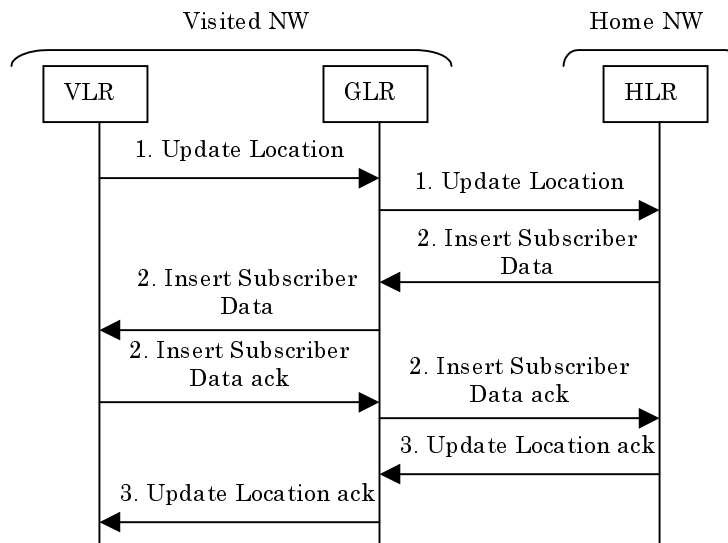 Visited NW
Home NW
VLR
GLR
HLR
1. Update Location
1. Update Location
2. Insert Subscriber
Data
2. Insert Subscriber
Data
2. Insert Subscriber
Data ack
2. Insert Subscriber
Data ack
3. Update Location ack
3. Update Location ack